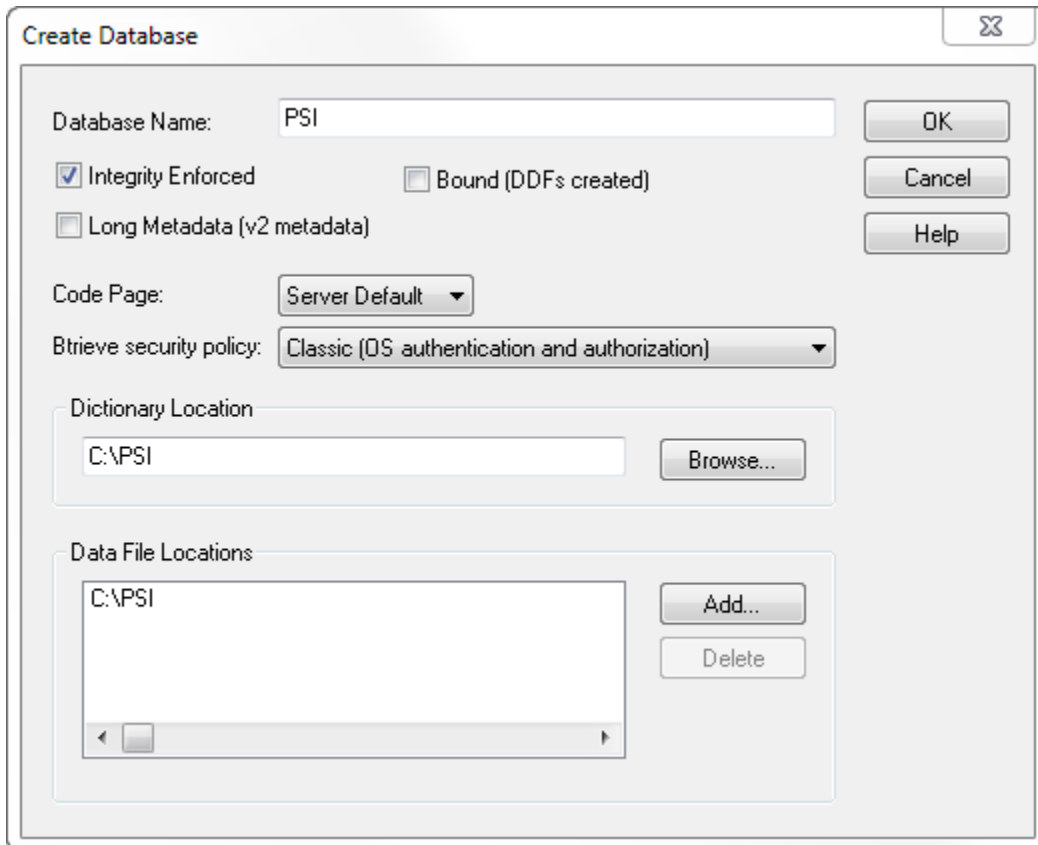 Create Database
Database Name: PSI OK
Integrity Enforced Bound (DDFs created) Cancel
Long Metadata (v2 metadata) Help
Code Page: Server Default
Btrieve security policy: Classic (OS authentication and authorization)
Dictionary Location
C:\PSI Browse...
Data File Locations
C:\PSI Add...
Delete